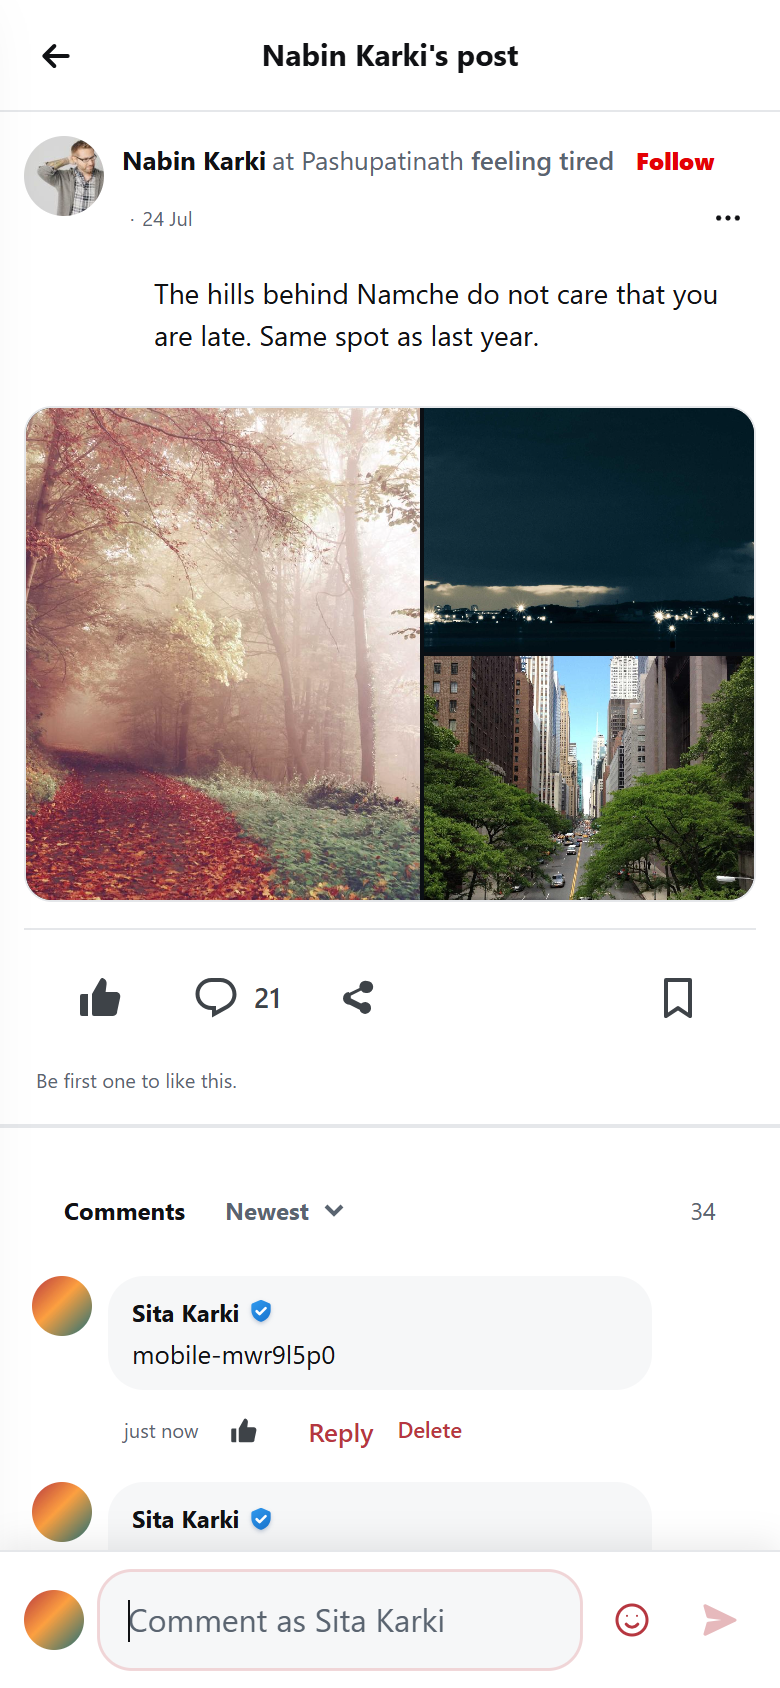 Nabin Karki's post
Nabin Karki at Pashupatinath feeling tired Follow
· 24 Jul
The hills behind Namche do not care that you
are late. Same spot as last year.
21
Be first one to like this.
Comments Newest 34
Sita Karki
mobile-mwr9l5p0
just now Reply Delete
Sita Karki
Comment as Sita Karki